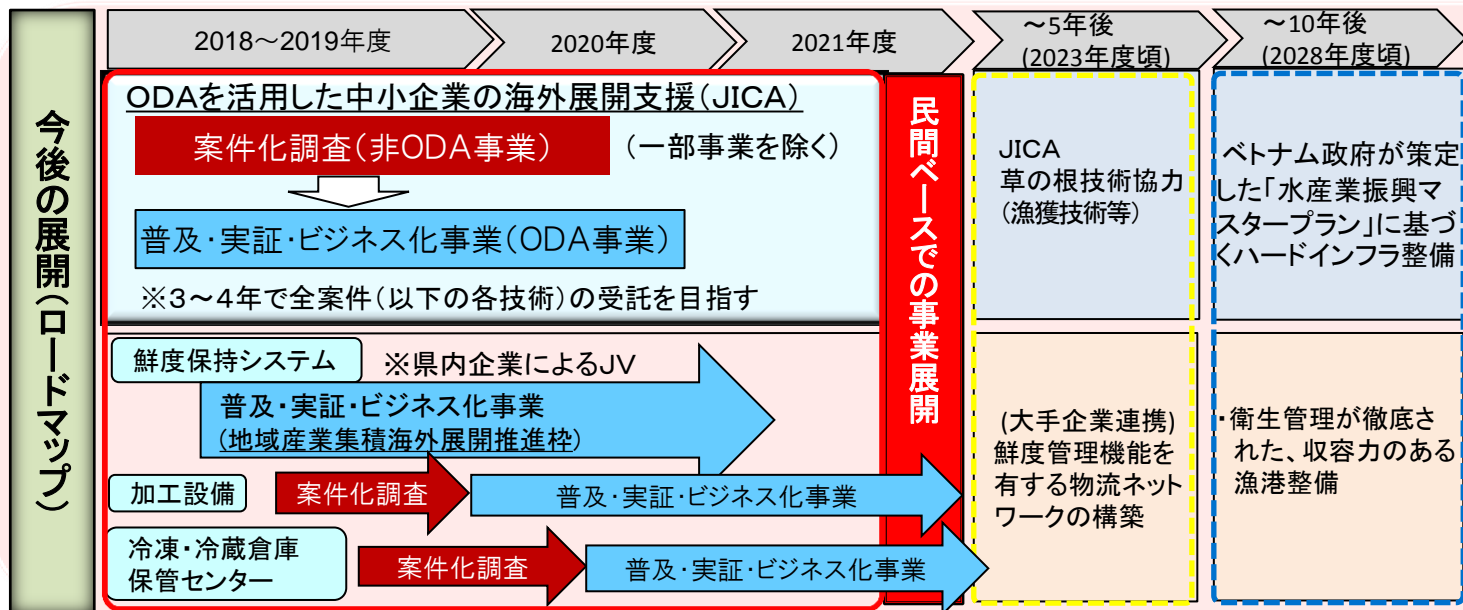 今後の展開(ロードマップ)
2018～2019年度
2020年度
2021年度
～5年後
(2023年度頃)
～10年後
(2028年度頃)
ODAを活用した中小企業の海外展開支援(JICA)
案件化調査(非ODA事業)
(一部事業を除く)
普及・実証・ビジネス化事業(ODA事業)
※3～4年で全案件(以下の各技術)の受託を目指す
鮮度保持システム
※県内企業によるJV
普及・実証・ビジネス化事業
(地域産業集積海外展開推進枠)
加工設備
案件化調査
普及・実証・ビジネス化事業
冷凍・冷蔵倉庫
保管センター
案件化調査
普及・実証・ビジネス化事業
民間ベースでの事業展開
JICA
草の根技術協力
(漁獲技術等)
(大手企業連携)
鮮度管理機能を
有する物流ネット
ワークの構築
ベトナム政府が策定
した「水産業振興マ
スタープラン」に基づ
くハードインフラ整備
・衛生管理が徹底さ
れた、収容力のある
漁港整備